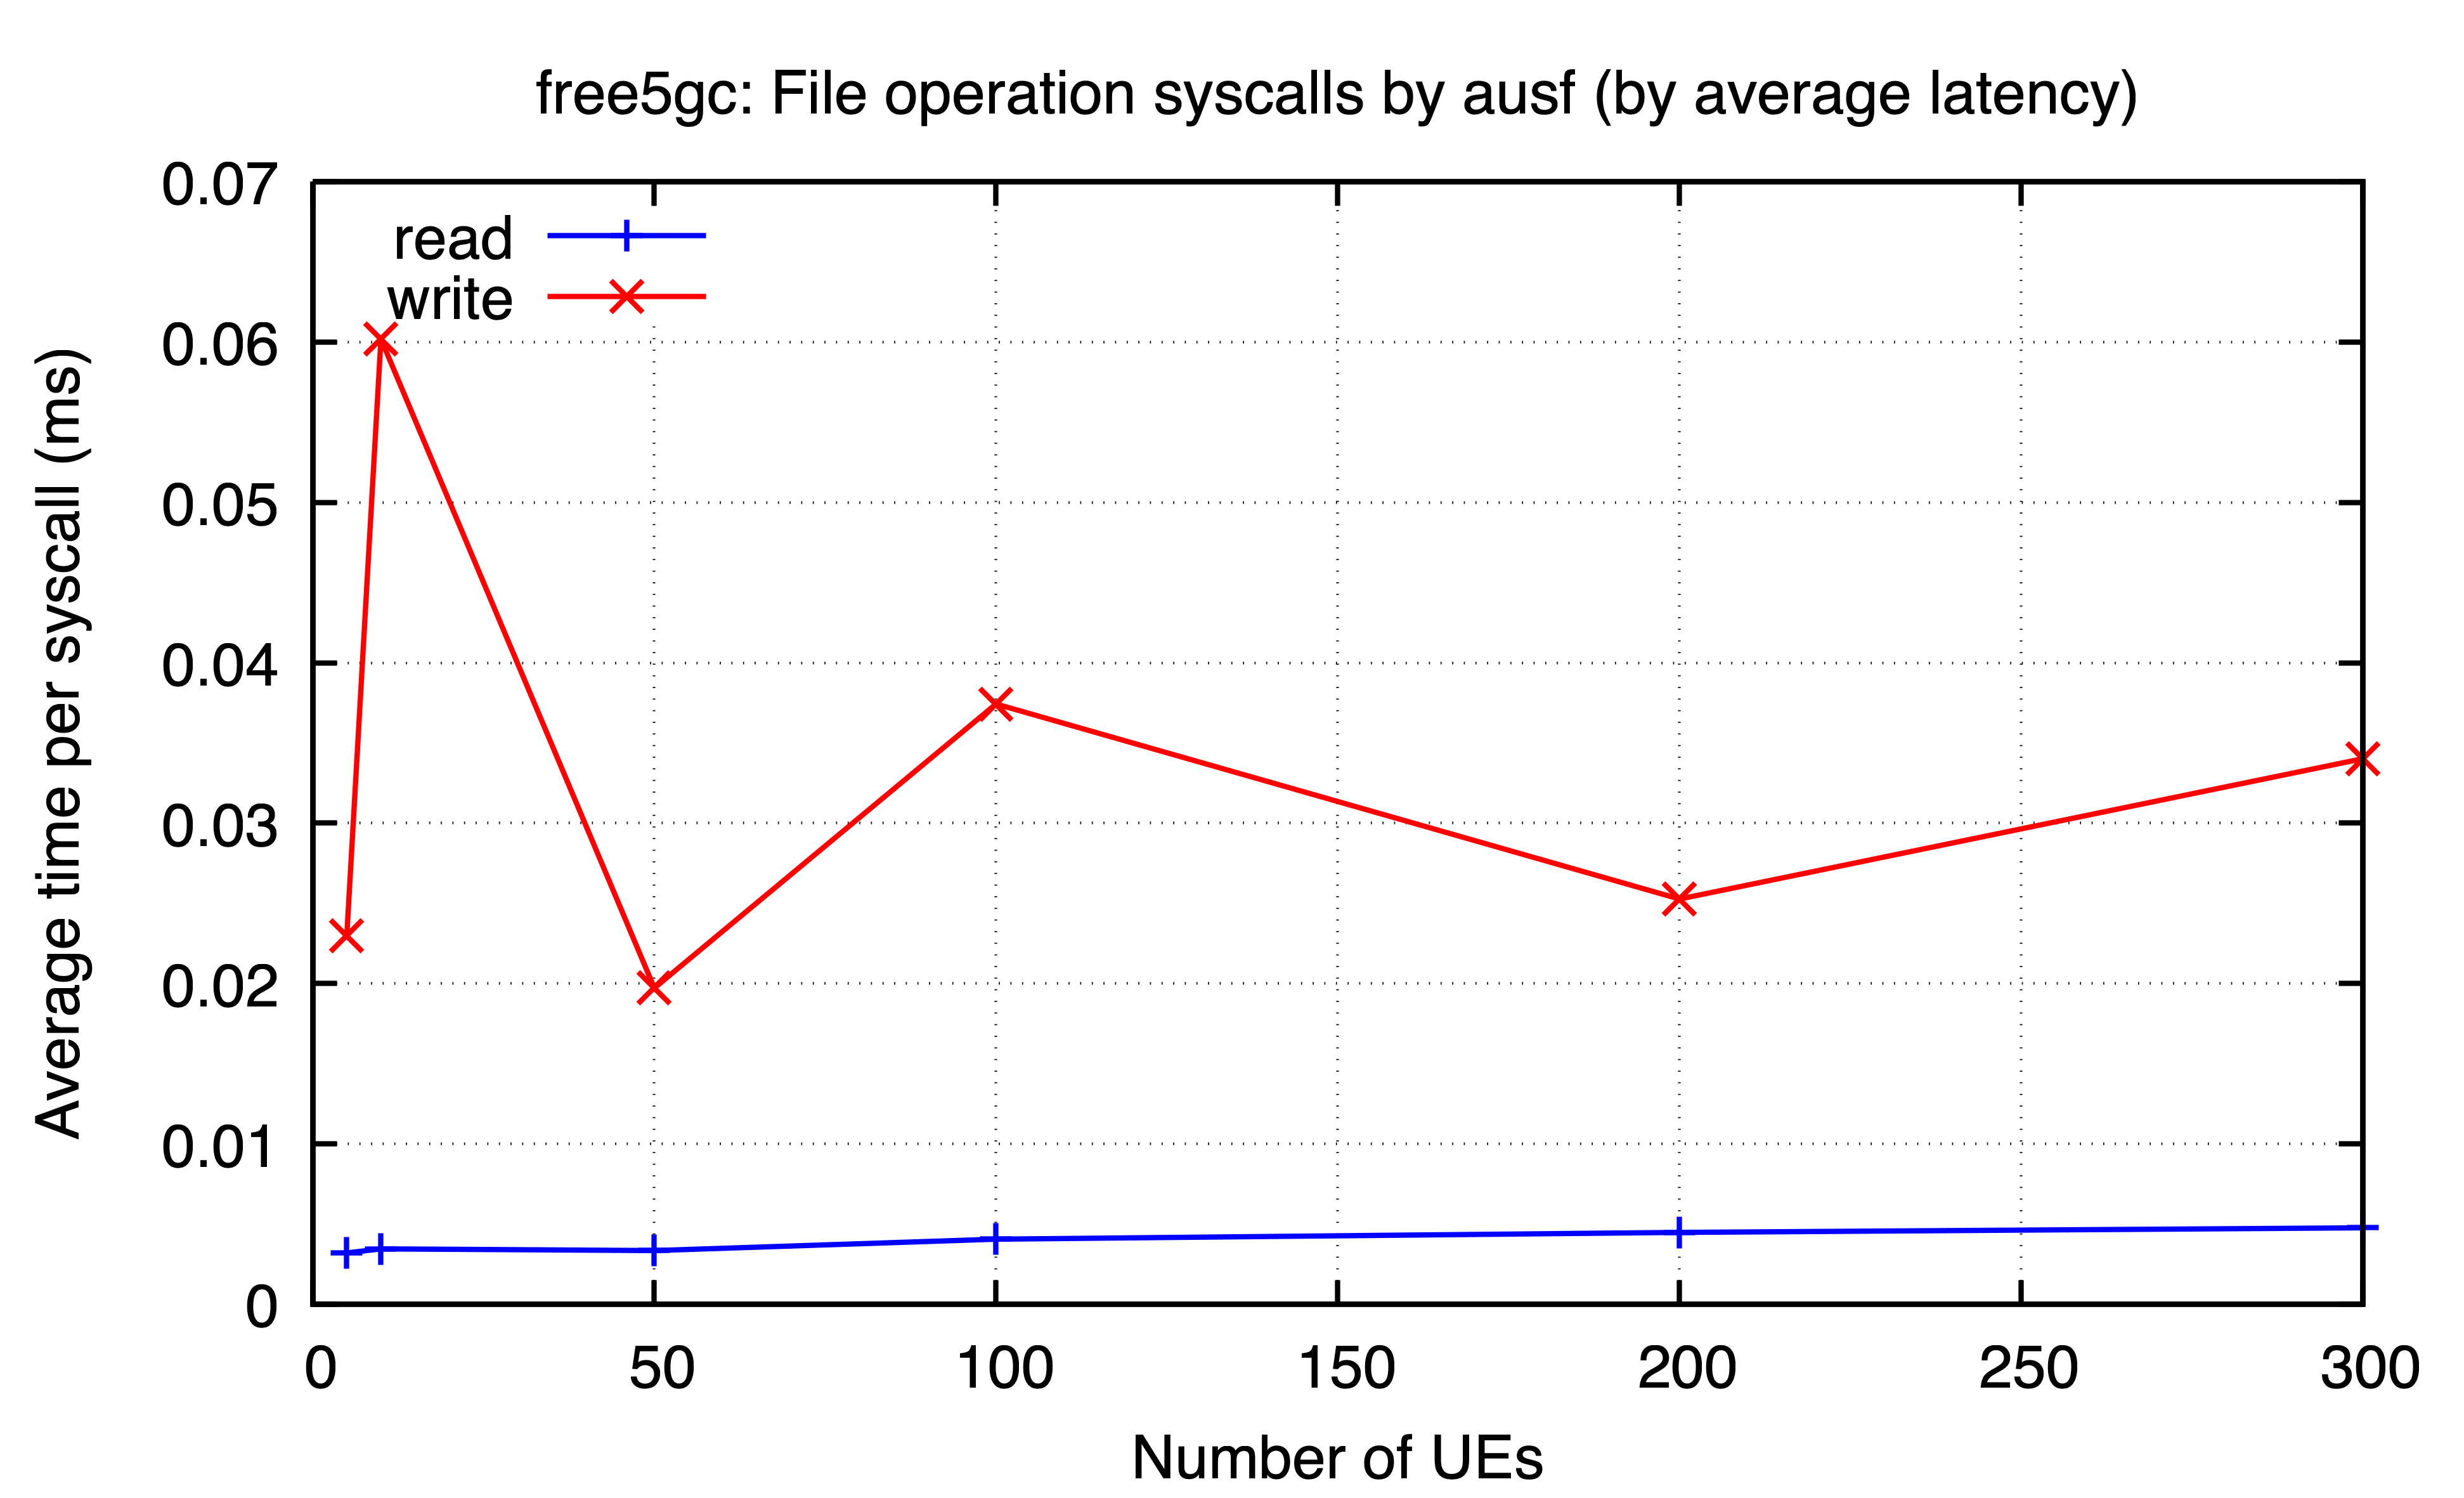 free5gc: File operation syscalls by ausf (by average latency)
0.07
0.06
0.05
0.04
0.03
0.02
0.01
0
Average time per syscall (ms)
read
write
0 50 100 150 200 250 300
Number of UEs